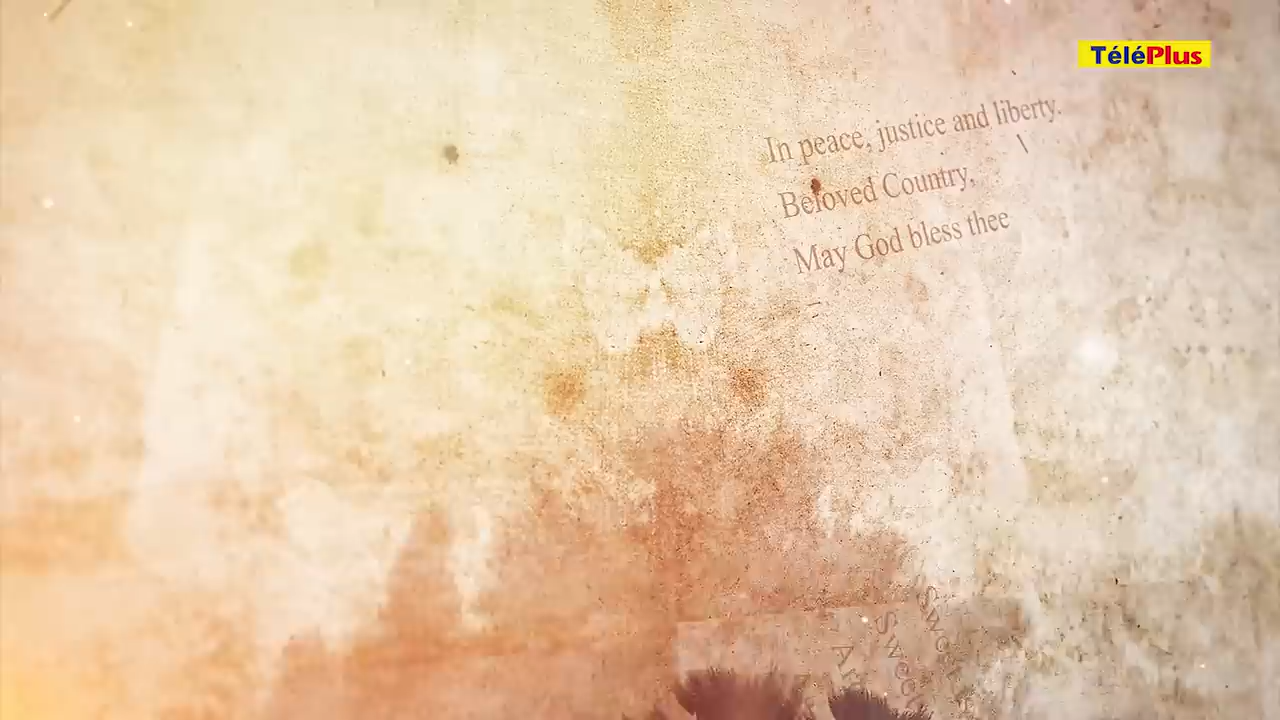 TéléPlus
In peace, justice and liberty.
Beloved Country,
May God bless thee